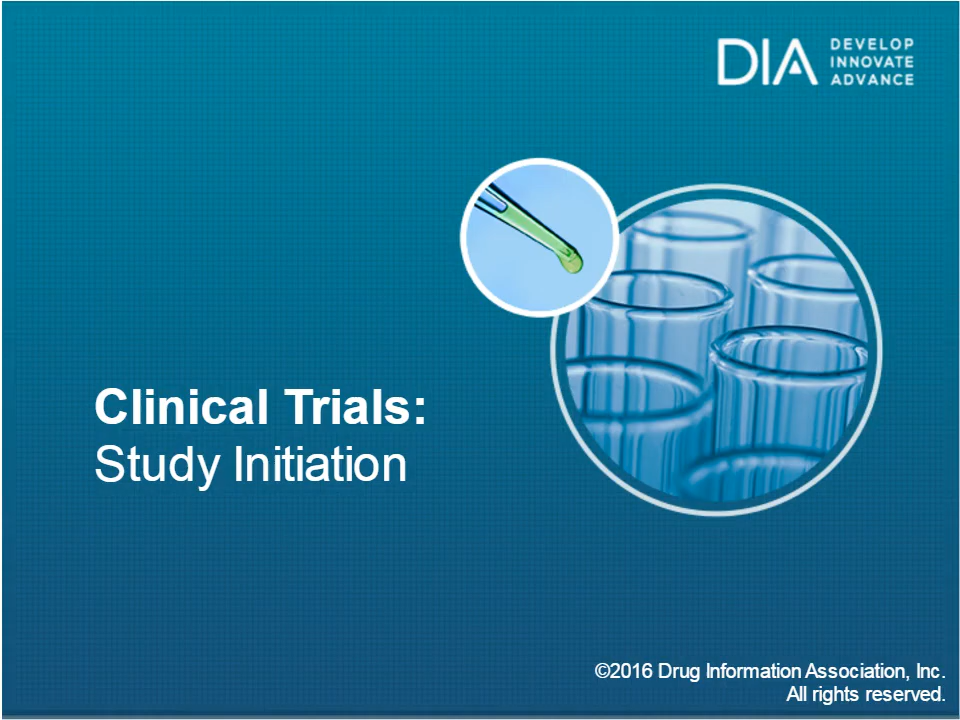 DIA
DEVELOP
INNOVATE
ADVANCE
Clinical Trials:
Study Initiation
©2016 Drug Information Association, Inc.
All rights reserved.